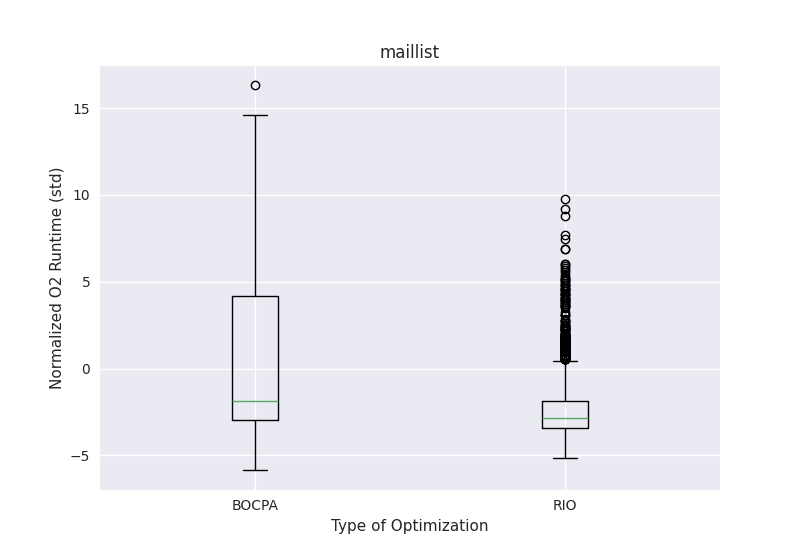 maillist
Normalized O2 Runtime (std)
15
10
5
0
−5
BOCPA
RIO
Type of Optimization